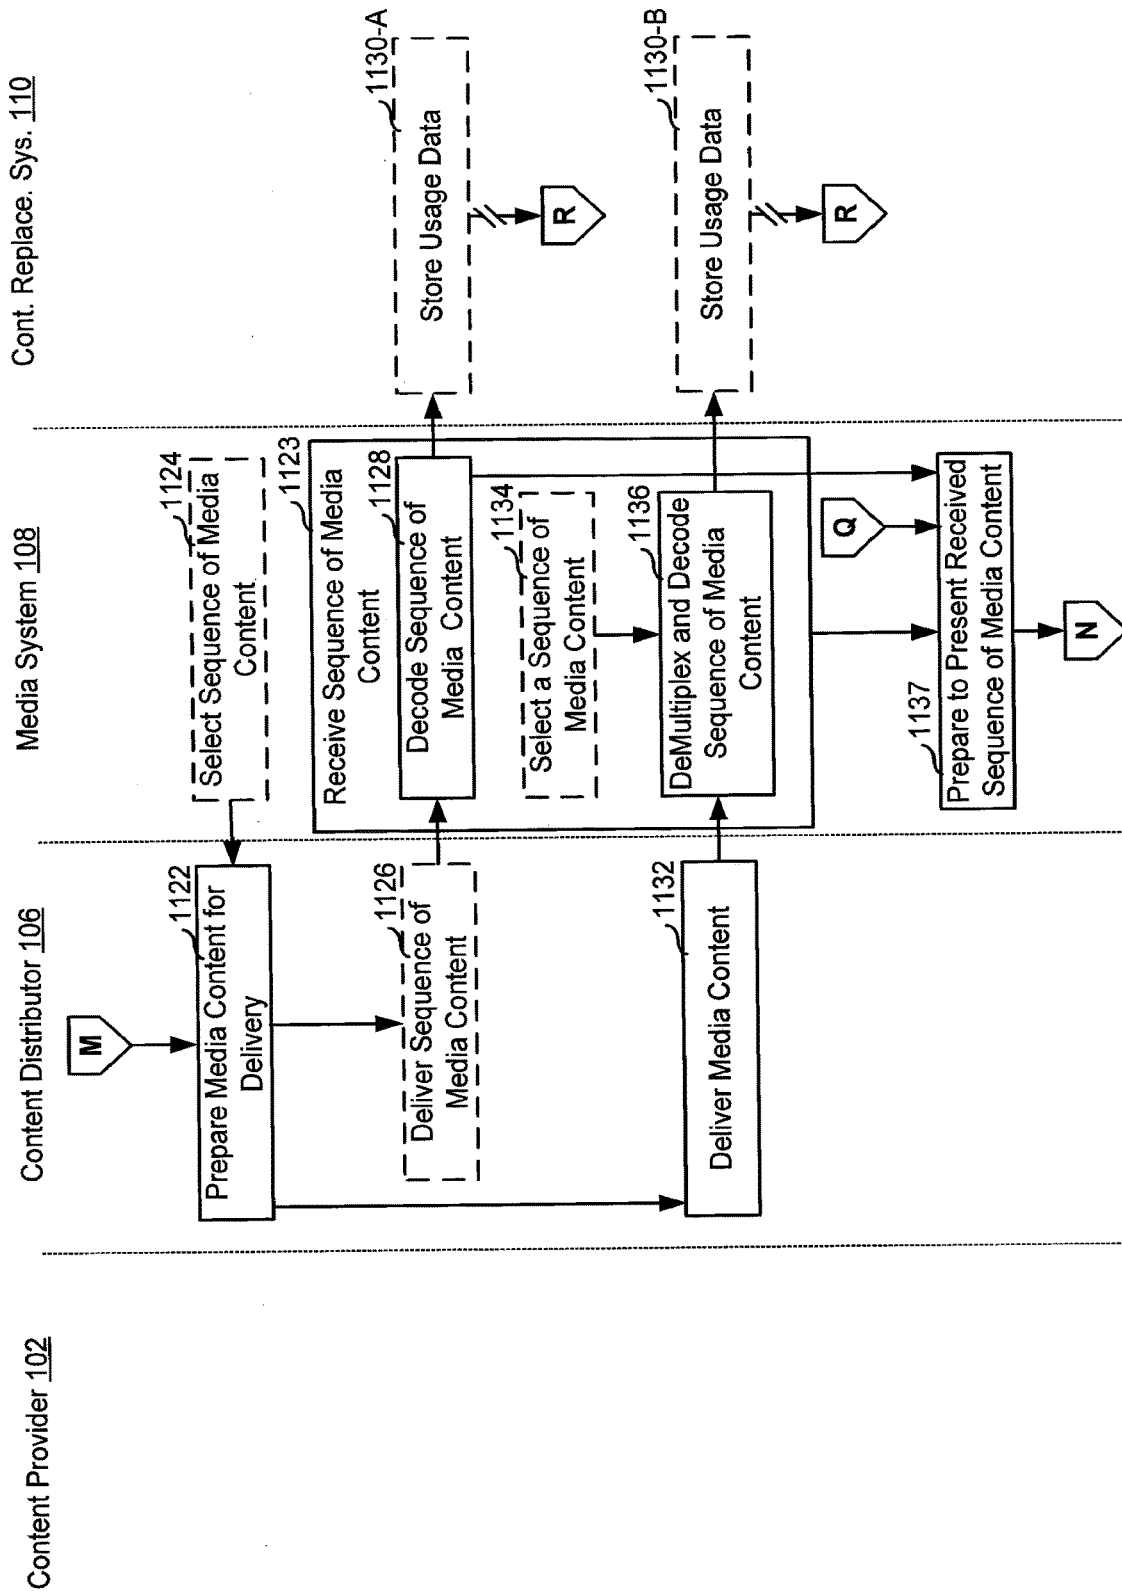 Content Provider 102
Content Distributor 106
Media System 108
Cont. Replace. Sys. 110
M
1122
Prepare Media Content for
Delivery
1124
Select Sequence of Media
Content
1123
Receive Sequence of Media
Content
1126
Deliver Sequence of
Media Content
1128
Decode Sequence of
Media Content
1130-A
Store Usage Data
R
1134
Select a Sequence of
Media Content
1132
Deliver Media Content
1136
DeMultiplex and Decode
Sequence of Media
Content
1130-B
Store Usage Data
R
Q
1137
Prepare to Present Received
Sequence of Media Content
N